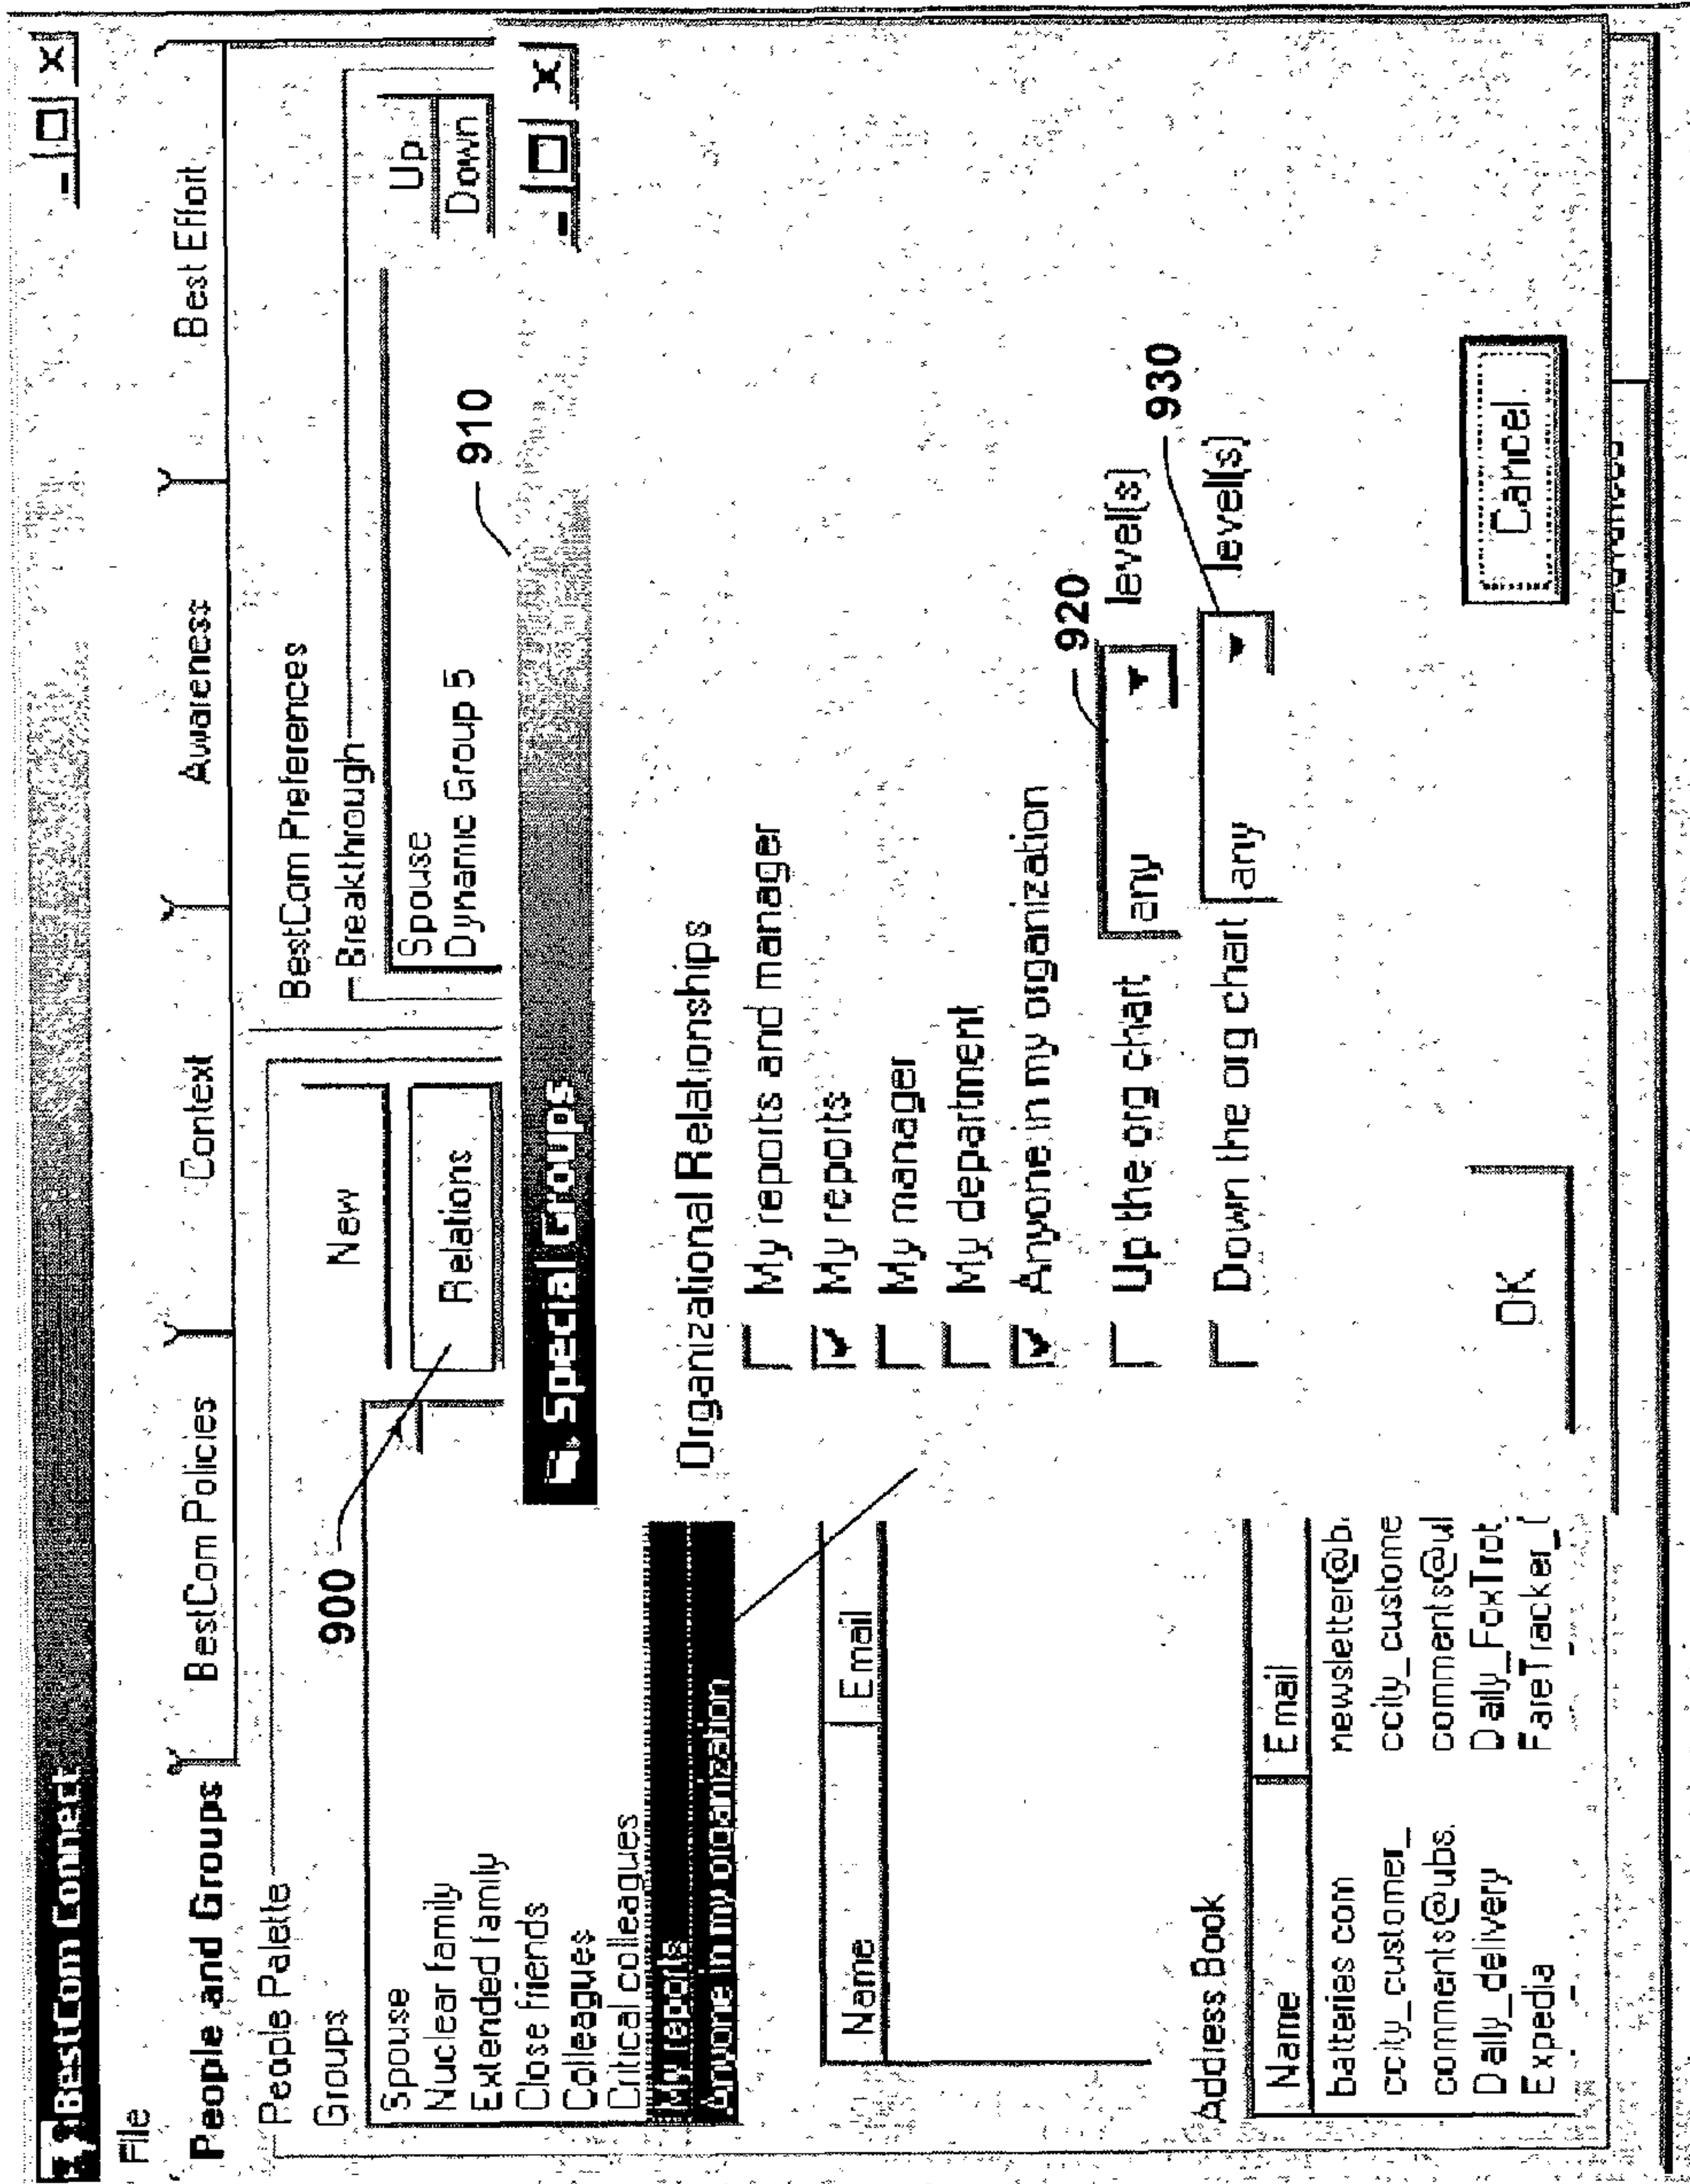 BestCom Connect
File
People and Groups
BestCom Policies
Context
Awareness
Best Effort
People Palette
Groups
900
New
Relations
Spouse
Nuclear family
Extended family
Close friends
Colleagues
Critical colleagues
My reports
Anyone in my organization
BestCom Preferences
Breakthrough
Spouse
Dynamic Group 5
Up
Down
910
Special Groups
Organizational Relationships
My reports and manager
My reports
My manager
My department
Anyone in my organization
920
Up the org chart any level(s)
930
Down the org chart any level(s)
OK
Cancel
Name Email
Address Book
Name Email
batteries com newsletter@b.
ccity_customer_ ccity_custome
comments@ubs. comments@ul
Daily_delivery Daily_FoxTrot
Expedia FareTracker_(